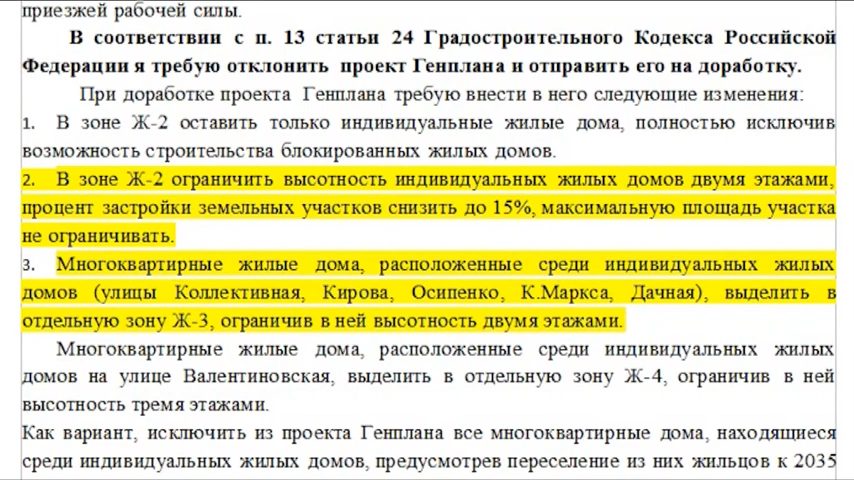 приезжей рабочей силы.
В соответствии с п. 13 статьи 24 Градостроительного Кодекса Российской
Федерации я требую отклонить проект Генплана и отправить его на доработку.
При доработке проекта Генплана требую внести в него следующие изменения:
1. В зоне Ж-2 оставить только индивидуальные жилые дома, полностью исключив
возможность строительства блокированных жилых домов.
2. В зоне Ж-2 ограничить высотность индивидуальных жилых домов двумя этажами,
процент застройки земельных участков снизить до 15%, максимальную площадь участка
не ограничивать.
3. Многоквартирные жилые дома, расположенные среди индивидуальных жилых
домов (улицы Коллективная, Кирова, Осипенко, К.Маркса, Дачная), выделить в
отдельную зону Ж-3, ограничив в ней высотность двумя этажами.
Многоквартирные жилые дома, расположенные среди индивидуальных жилых
домов на улице Валентиновская, выделить в отдельную зону Ж-4, ограничив в ней
высотность тремя этажами.
Как вариант, исключить из проекта Генплана все многоквартирные дома, находящиеся
среди индивидуальных жилых домов, предусмотрев переселение из них жильцов к 2035